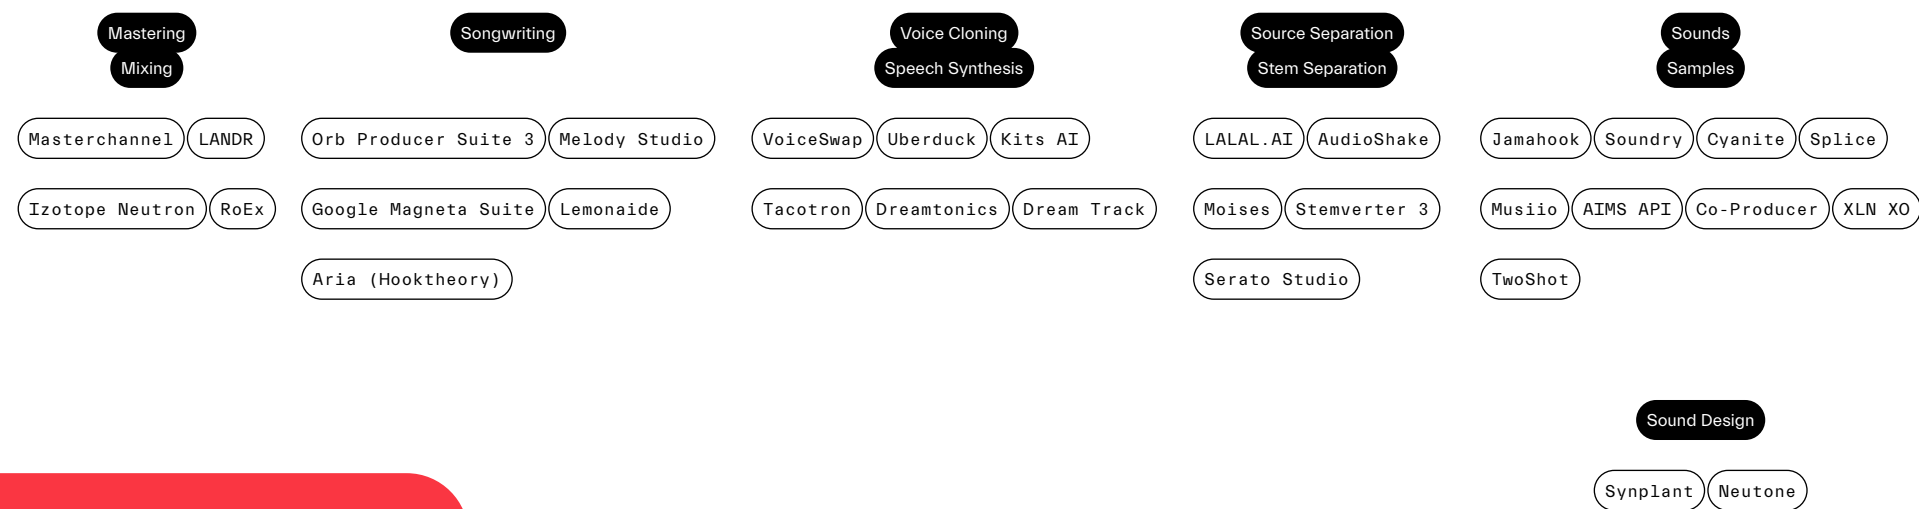 Mastering
Mixing
Masterchannel LANDR
Izotope Neutron RoEx
Songwriting
Orb Producer Suite 3 Melody Studio
Google Magneta Suite Lemonaide
Aria (Hooktheory)
Voice Cloning
Speech Synthesis
VoiceSwap Uberduck Kits AI
Tacotron Dreamtonics Dream Track
Source Separation
Stem Separation
LALAL.AI AudioShake
Moises Stemverter 3
Serato Studio
Sounds
Samples
Jamahook Soundry Cyanite Splice
Musiio AIMS API Co-Producer XLN XO
TwoShot
Sound Design
Synplant Neutone